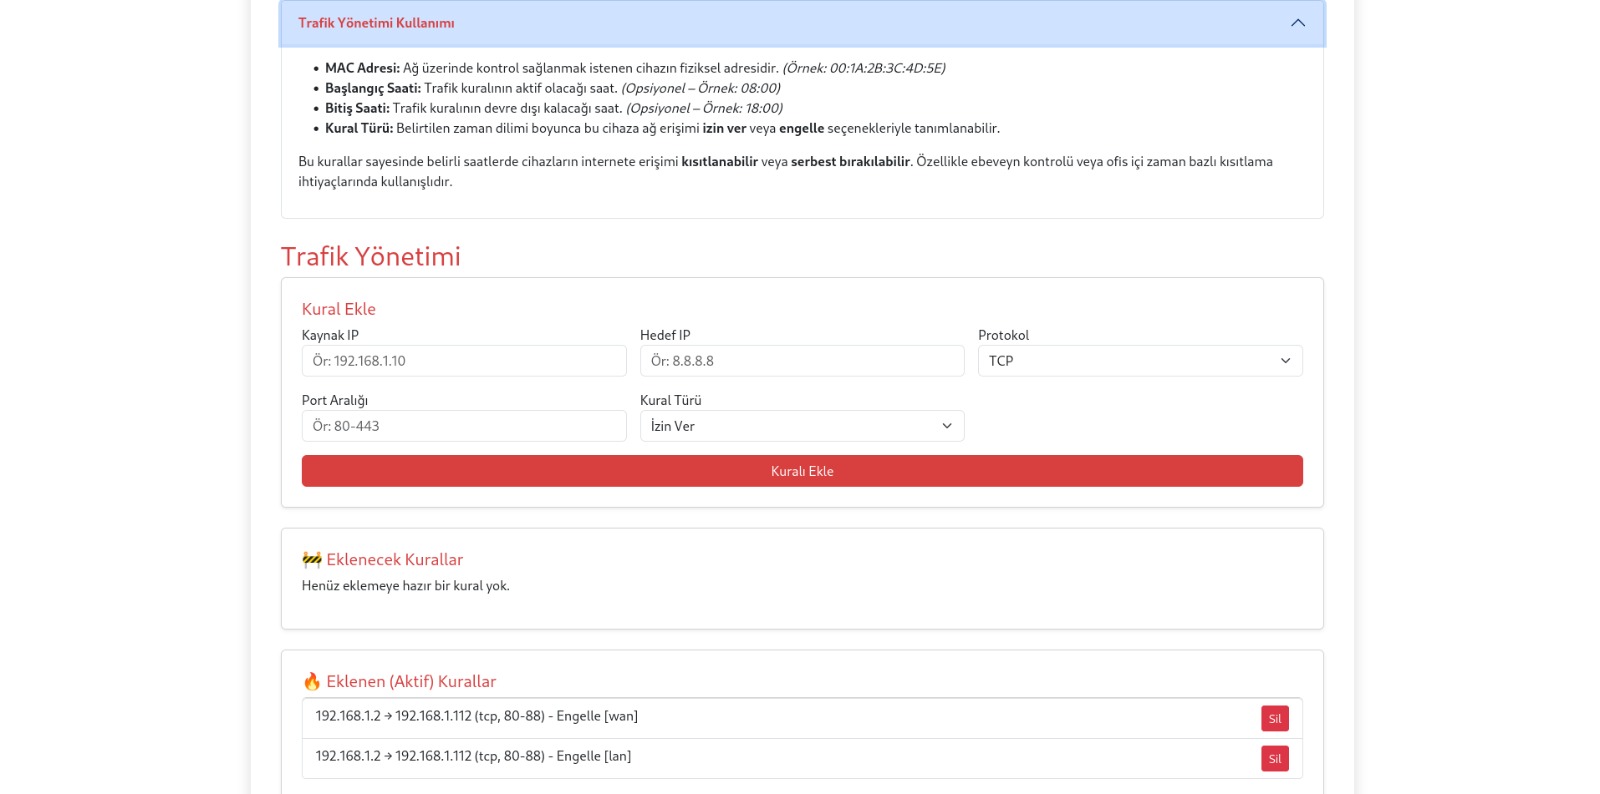 Trafik Yönetimi Kullanımı
• MAC Adresi: Ağ üzerinde kontrol sağlanmak istenen cihazın fiziksel adresidir. (Örnek: 00:1A:2B:3C:4D:5E)
• Başlangıç Saati: Trafik kuralının aktif olacağı saat. (Opsiyonel – Örnek: 08:00)
• Bitiş Saati: Trafik kuralının devre dışı kalacağı saat. (Opsiyonel – Örnek: 18:00)
• Kural Türü: Belirtilen zaman dilimi boyunca bu cihaza ağ erişimi izin ver veya engelle seçenekleriyle tanımlanabilir.
Bu kurallar sayesinde belirli saatlerde cihazların internete erişimi kısıtlanabilir veya serbest bırakılabilir. Özellikle ebeveyn kontrolü veya ofis içi zaman bazlı kısıtlama
ihtiyaçlarında kullanışlıdır.
Trafik Yönetimi
Kural Ekle
Kaynak IP Hedef IP Protokol
Ör: 192.168.1.10 Ör: 8.8.8.8 TCP
Port Aralığı Kural Türü
Ör: 80-443 İzin Ver
Kuralı Ekle
🚧 Eklenecek Kurallar
Henüz eklemeye hazır bir kural yok.
🔥 Eklenen (Aktif) Kurallar
192.168.1.2 → 192.168.1.112 (tcp, 80-88) - Engelle [wan] Sil
192.168.1.2 → 192.168.1.112 (tcp, 80-88) - Engelle [lan] Sil